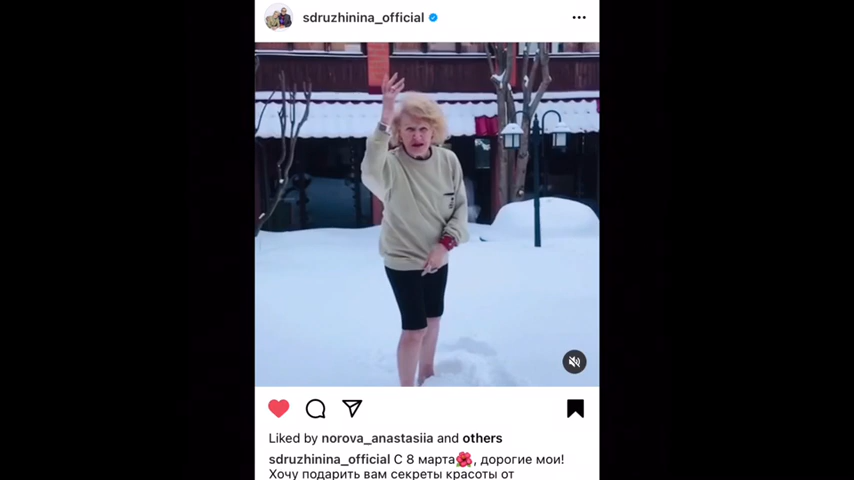 sdruzhinina_official
Liked by norova_anastasiia and others
sdruzhinina_official С 8 марта🌺, дорогие мои!
Хочу подарить вам секреты красоты от